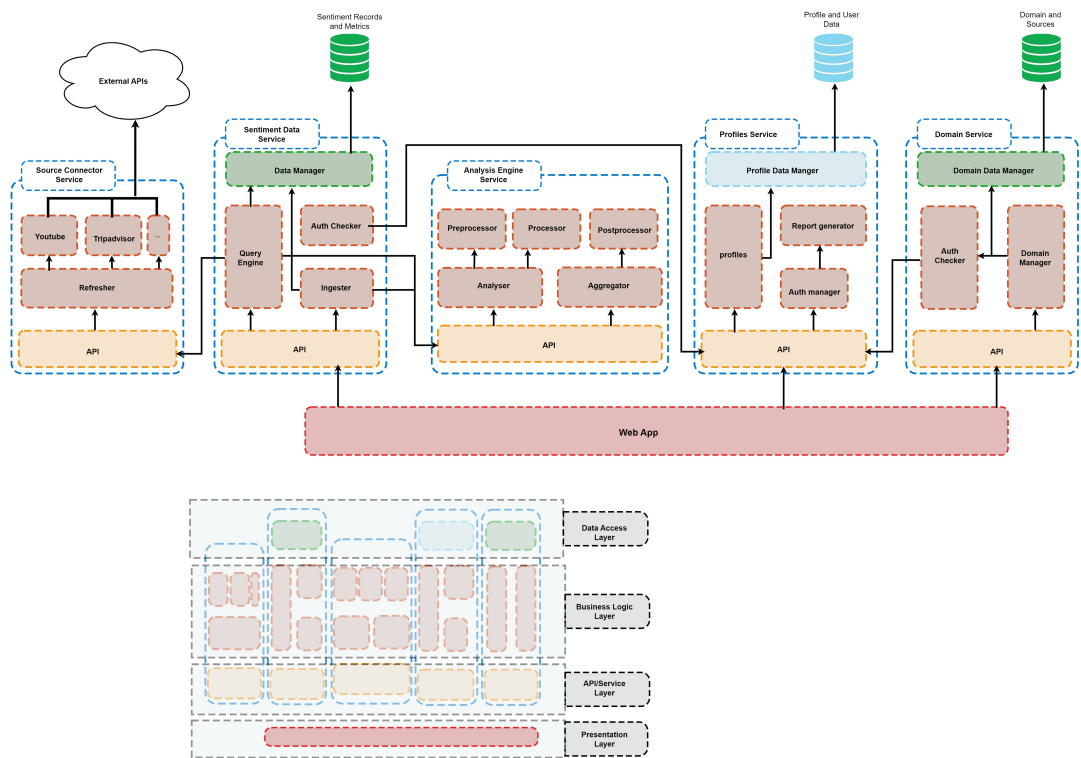 Sentiment Records
and Metrics
Profile and User
Data
Domain and
Sources
External APIs
Sentiment Data
Service
Profiles Service
Domain Service
Source Connector
Service
Analysis Engine
Service
Data Manager
Profile Data Manger
Domain Data Manager
Youtube
Tripadvisor
...
Query
Engine
Auth Checker
Preprocessor
Processor
Postprocessor
profiles
Report generator
Auth
Checker
Domain
Manager
Refresher
Ingester
Analyser
Aggregator
Auth manager
API
API
API
API
API
Web App
Data Access
Layer
Business Logic
Layer
API/Service
Layer
Presentation
Layer